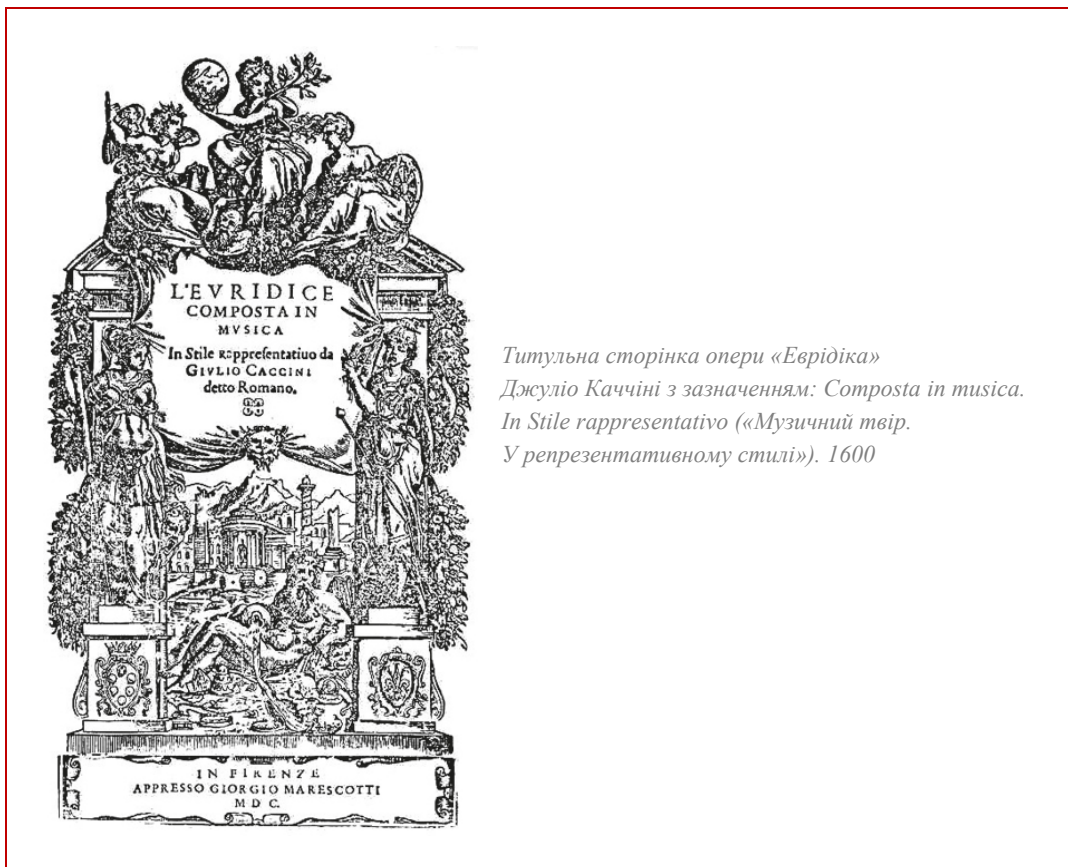 L'EVRIDICE
COMPOSTA IN
MVSICA
In Stile rappresentatiuo da
GIVLIO CACCINI
detto Romano.
IN FIRENZE
APPRESSO GIORGIO MARESCOTTI
M D C.
Титульна сторінка опери «Еврідіка»
Джуліо Каччіні з зазначенням: Composta in musica.
In Stile rappresentativo («Музичний твір.
У репрезентативному стилі»). 1600